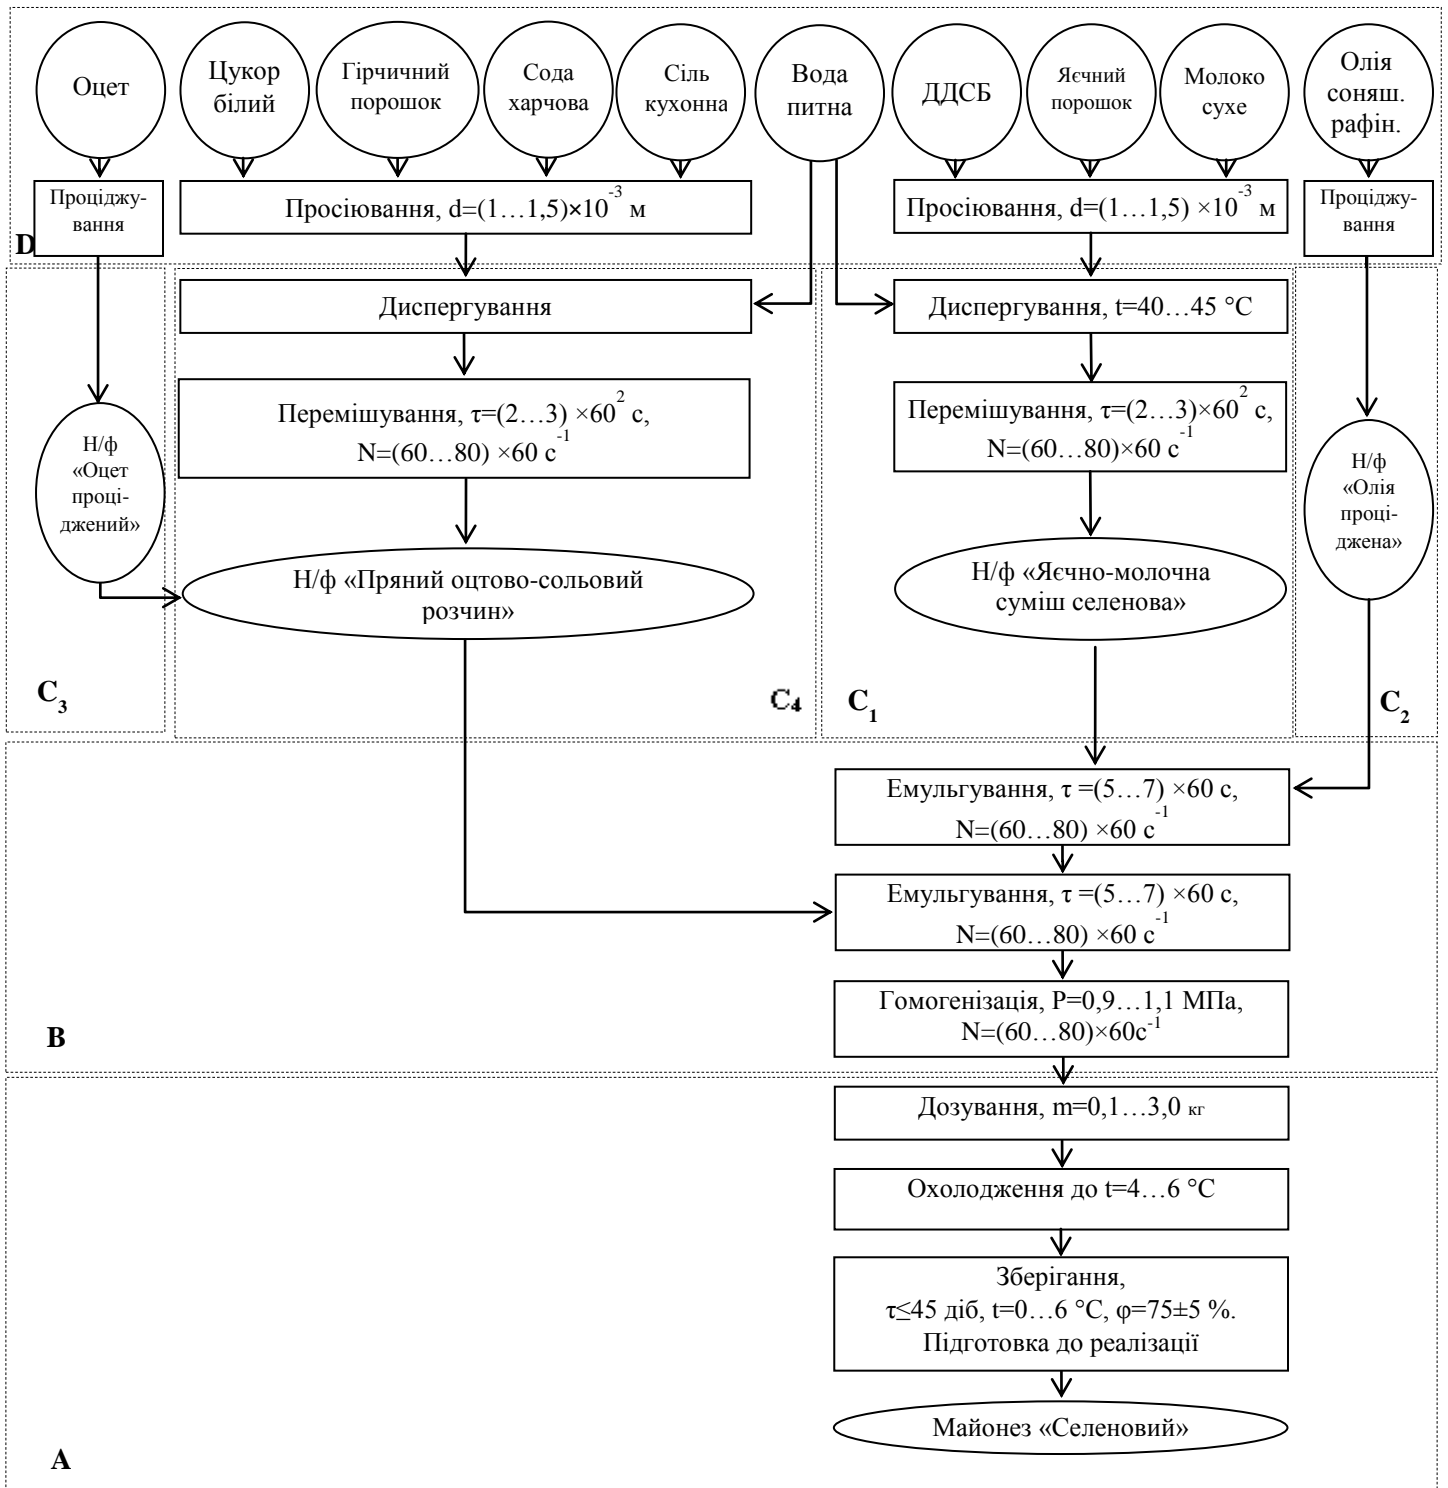 Оцет
Цукор
білий
Гірчичний
порошок
Сода
харчова
Сіль
кухонна
Вода
питна
ДДСБ
Яєчний
порошок
Молоко
сухе
Олія
соняш.
рафін.
Проціджу-
вання
Просіювання, d=(1…1,5)×10⁻³ м
Просіювання, d=(1…1,5) ×10⁻³ м
Проціджу-
вання
D
Диспергування
Диспергування, t=40…45 °С
Перемішування, τ=(2…3) ×60² с,
N=(60…80) ×60 с⁻¹
Перемішування, τ=(2…3)×60² с,
N=(60…80)×60 с⁻¹
Н/ф
«Оцет
проці-
джений»
Н/ф
«Олія
проці-
джена»
Н/ф «Пряний оцтово-сольовий
розчин»
Н/ф «Яєчно-молочна
суміш селенова»
C₃
C₄
C₁
C₂
Емульгування, τ =(5…7) ×60 с,
N=(60…80) ×60 с⁻¹
Емульгування, τ =(5…7) ×60 с,
N=(60…80) ×60 с⁻¹
Гомогенізація, Р=0,9…1,1 МПа,
N=(60…80)×60с⁻¹
B
Дозування, m=0,1…3,0 кг
Охолодження до t=4…6 °С
Зберігання,
τ≤45 діб, t=0…6 °С, φ=75±5 %.
Підготовка до реалізації
Майонез «Селеновий»
A